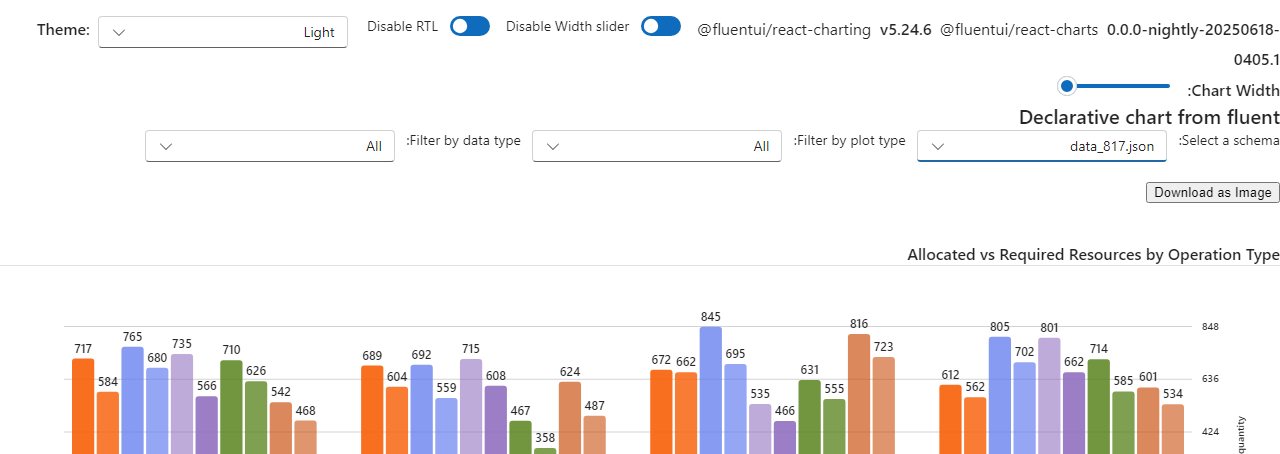 Theme: Light Disable RTL Disable Width slider @fluentui/react-charting v5.24.6 @fluentui/react-charts 0.0.0-nightly-20250618-
0405.1
:Chart Width
Declarative chart from fluent
All :Filter by data type All :Filter by plot type data_817.json :Select a schema
Download as Image
Allocated vs Required Resources by Operation Type
717 584 765 680 735 566 710 626 542 468
689 604 692 559 715 608 467 358 624 487
672 662 845 695 535 466 631 555 816 723
612 562 805 702 801 662 714 585 601 534
848
636
424
quantity